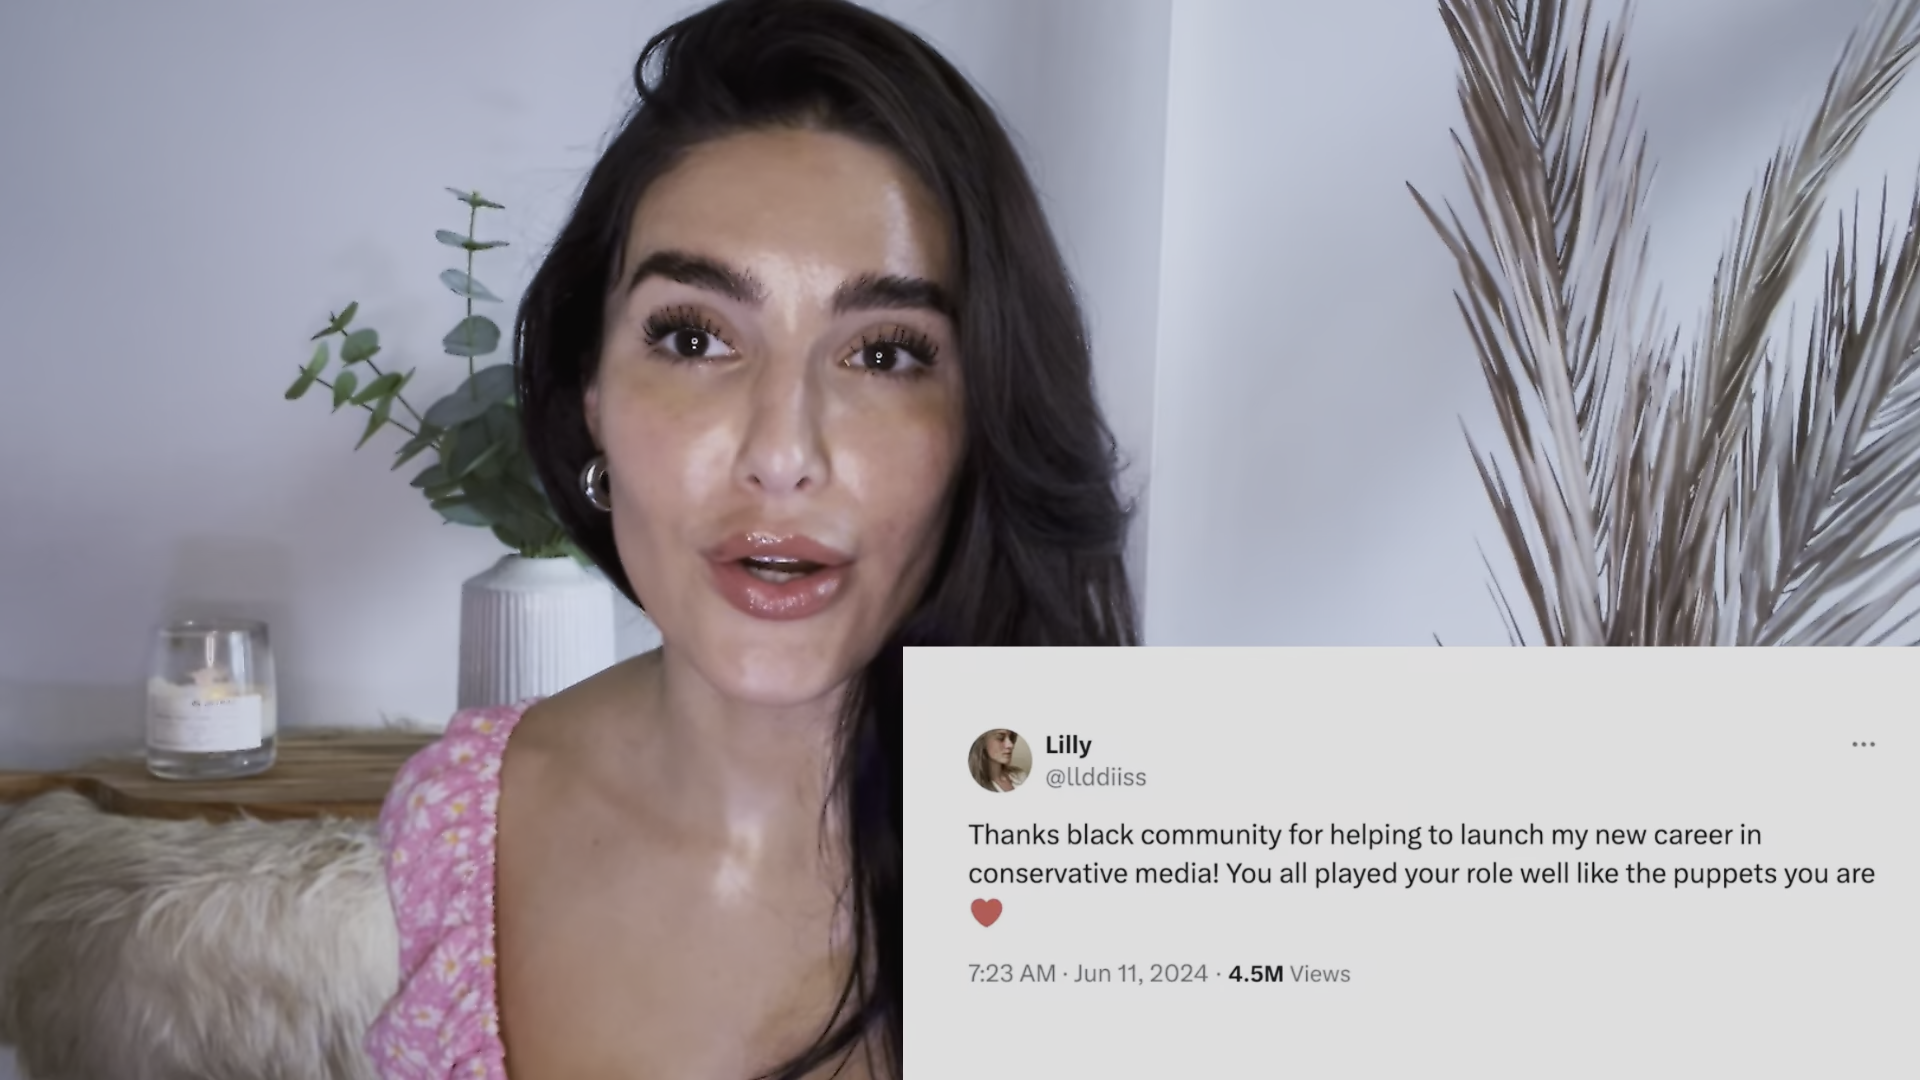 Lilly
@llddiiss
Thanks black community for helping to launch my new career in
conservative media! You all played your role well like the puppets you are
❤️
7:23 AM · Jun 11, 2024 · 4.5M Views